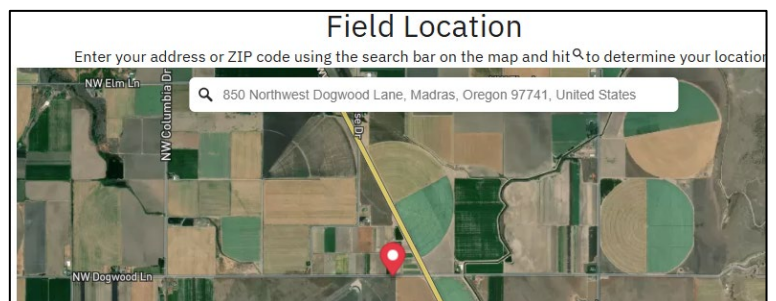 Field Location
Enter your address or ZIP code using the search bar on the map and hit to determine your location
NW Elm Ln
850 Northwest Dogwood Lane, Madras, Oregon 97741, United States
NW Columbia Dr
se Dr
NW Dogwood Ln